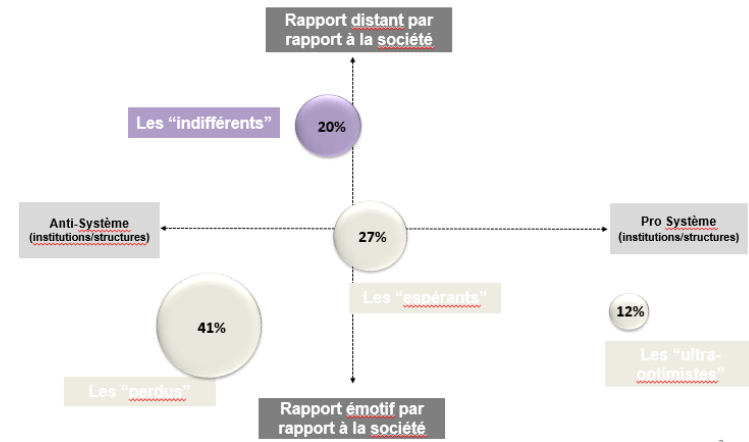 Rapport distant par
rapport à la société
Les “indifférents”
20%
Anti-Système
(institutions/structures)
Pro Système
(institutions/structures)
27%
Les “espérants”
41%
12%
Les “perdus”
Les “ultra-
optimistes”
Rapport émotif par
rapport à la société